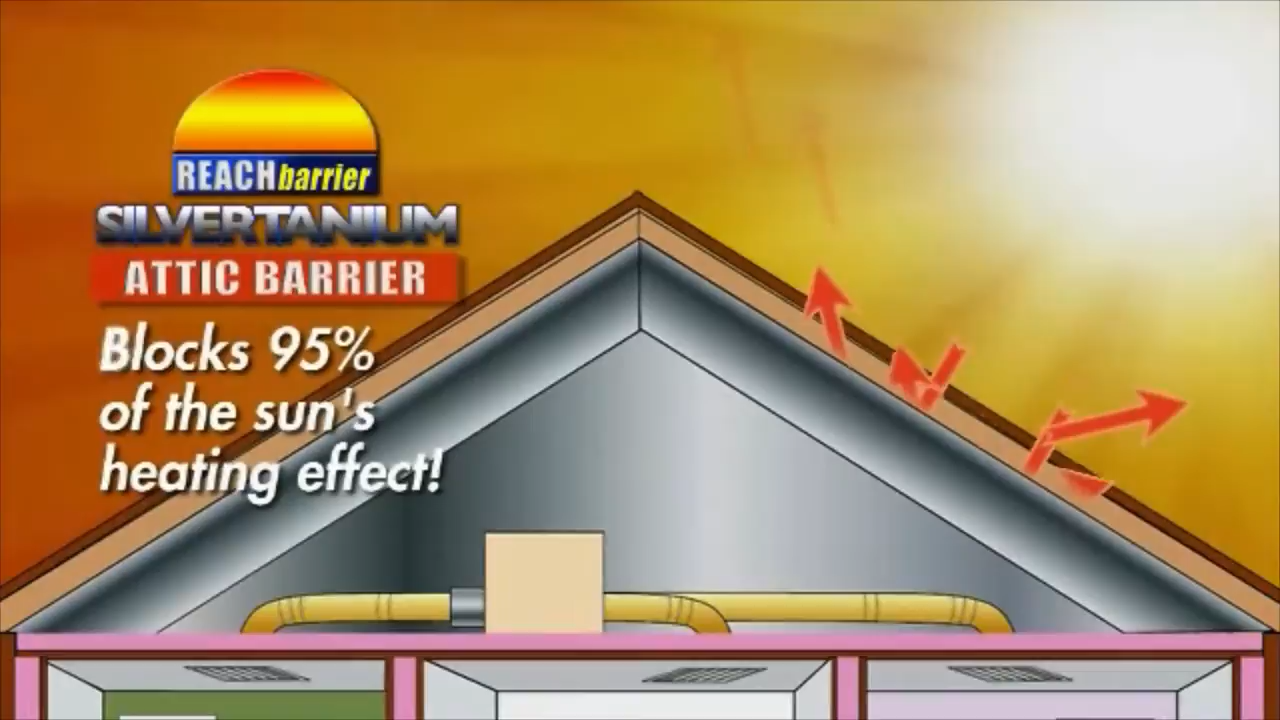 REACHbarrier
SILVERTANIUM
ATTIC BARRIER
Blocks 95%
of the sun's
heating effect!